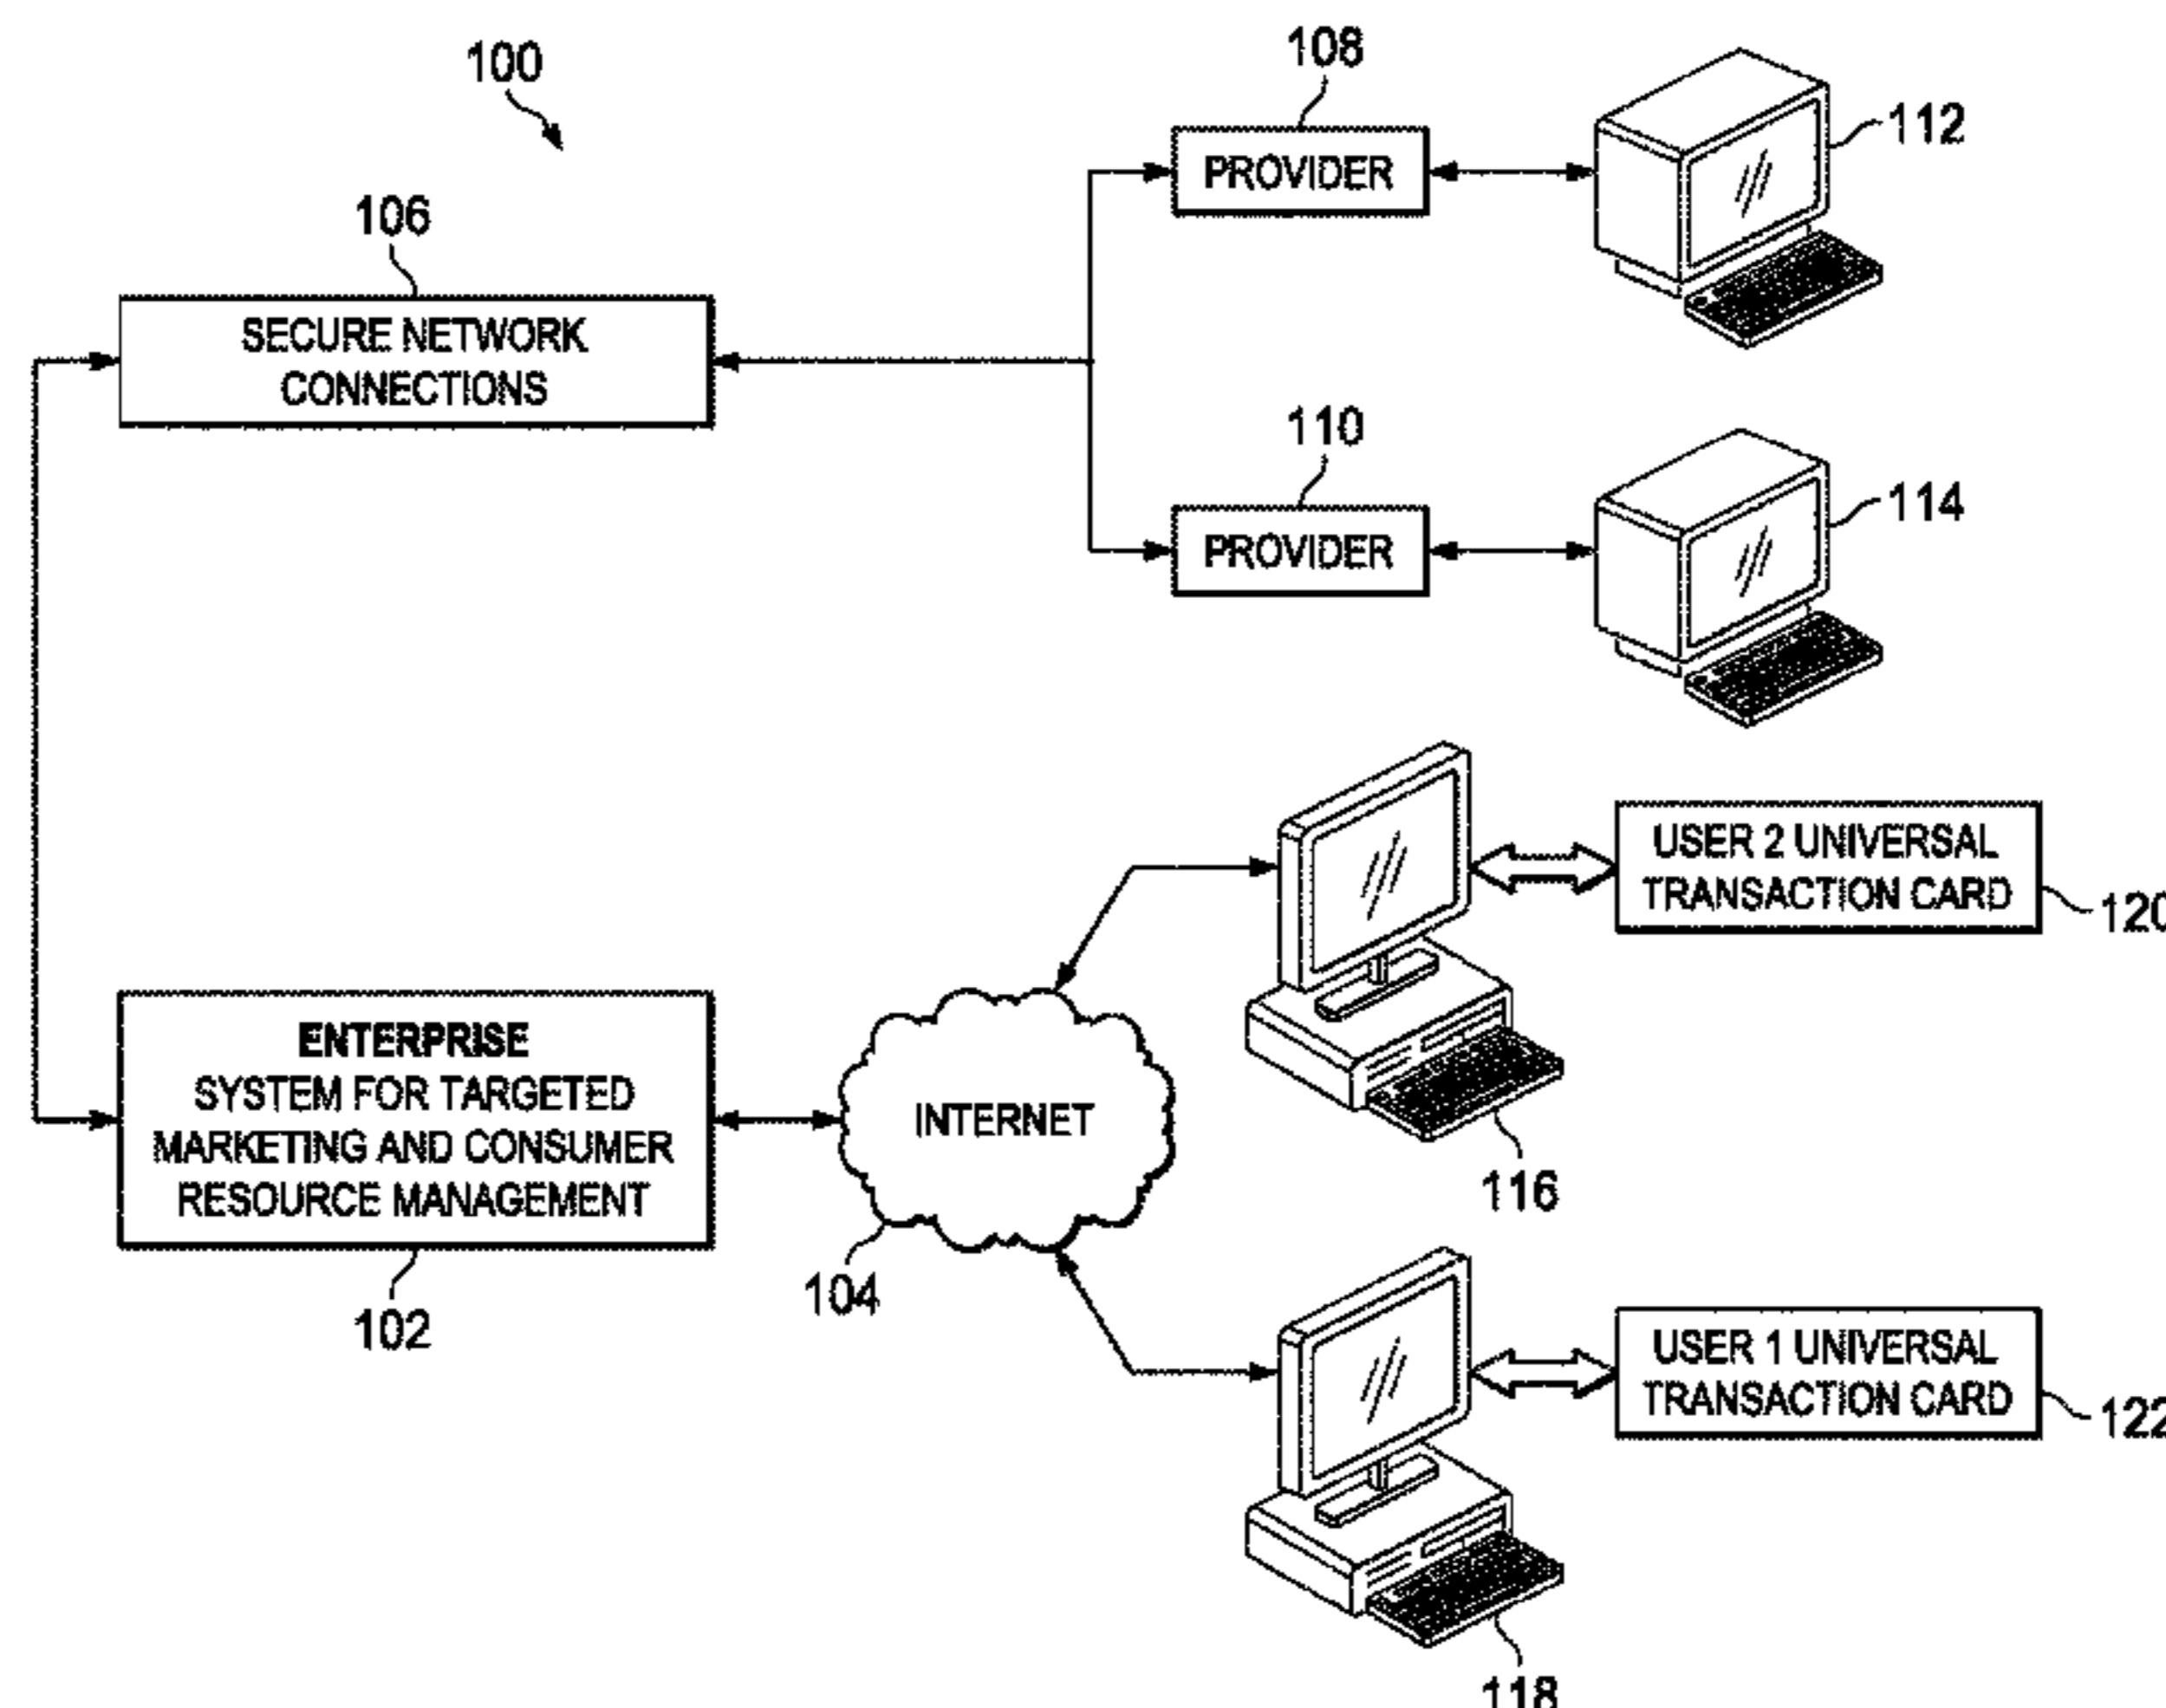 100
108
PROVIDER
112
106
SECURE NETWORK
CONNECTIONS
110
PROVIDER
114
USER 2 UNIVERSAL
TRANSACTION CARD
120
ENTERPRISE
SYSTEM FOR TARGETED
MARKETING AND CONSUMER
RESOURCE MANAGEMENT
102
INTERNET
104
116
USER 1 UNIVERSAL
TRANSACTION CARD
122
118